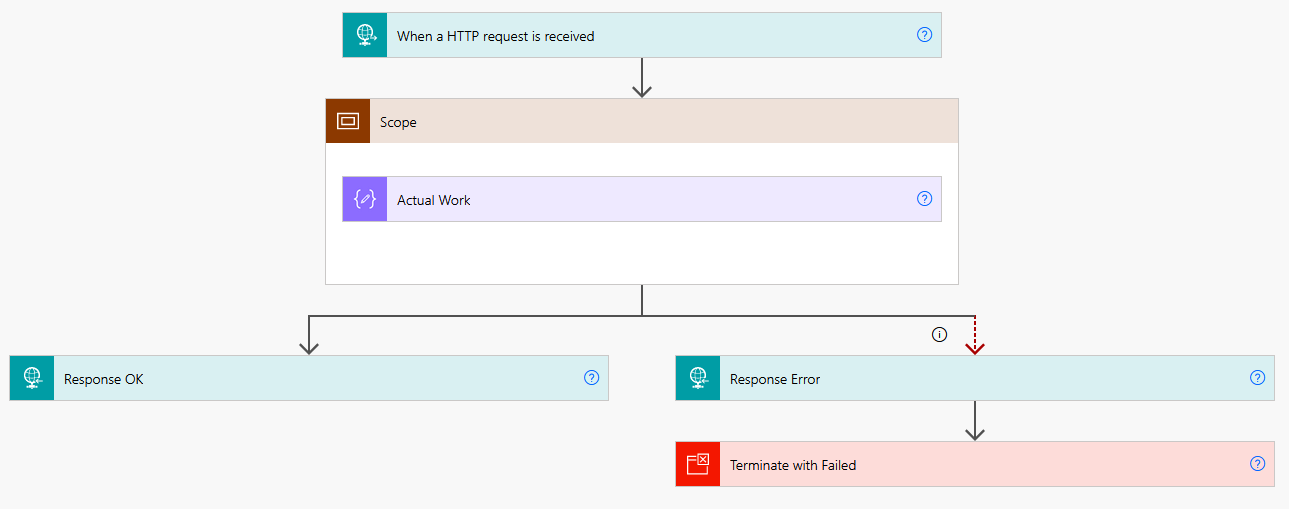 When a HTTP request is received
Scope
Actual Work
Response OK
Response Error
Terminate with Failed